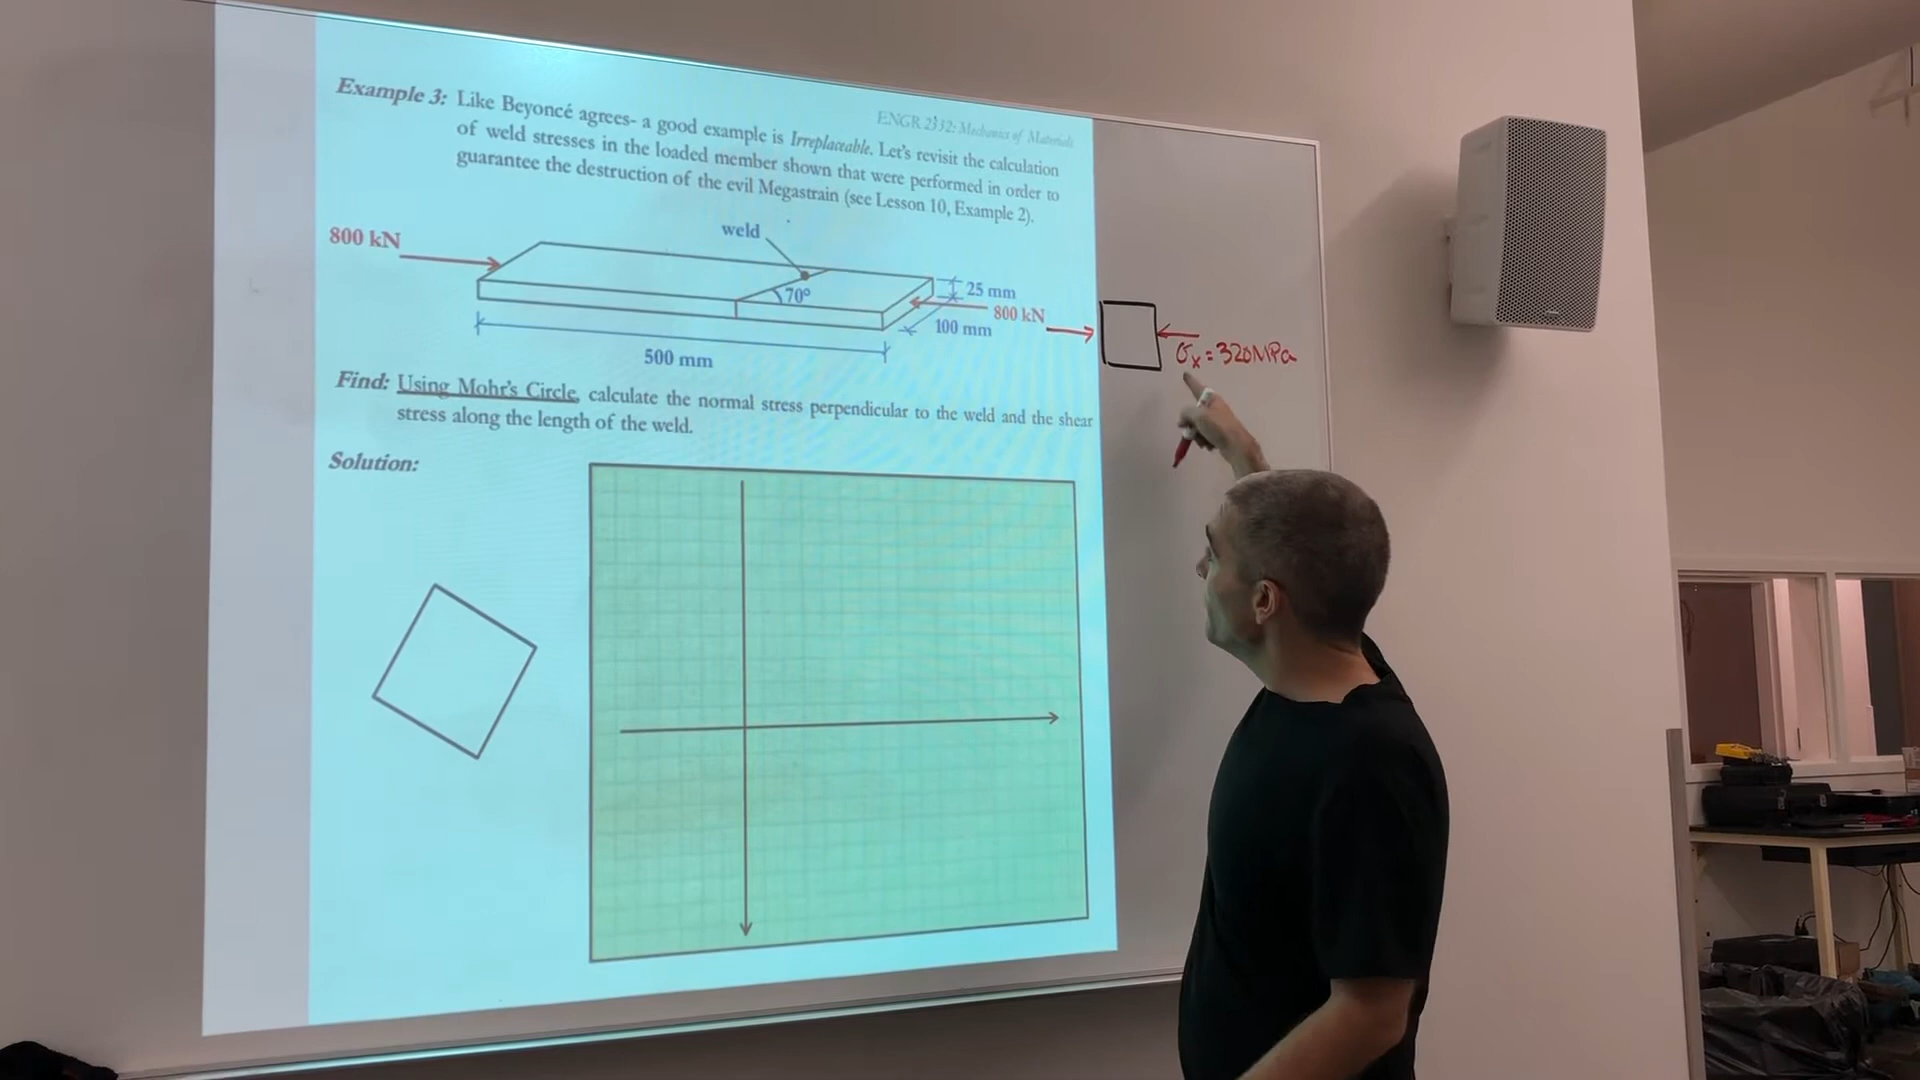 ENGR 2332: Mechanics of Materials
Example 3: Like Beyoncé agrees- a good example is Irreplaceable. Let's revisit the calculation
of weld stresses in the loaded member shown that were performed in order to
guarantee the destruction of the evil Megastrain (see Lesson 10, Example 2).
weld
800 kN
70°
25 mm
800 kN
100 mm
500 mm
σx = 320MPa
Find: Using Mohr's Circle, calculate the normal stress perpendicular to the weld and the shear
stress along the length of the weld.
Solution: